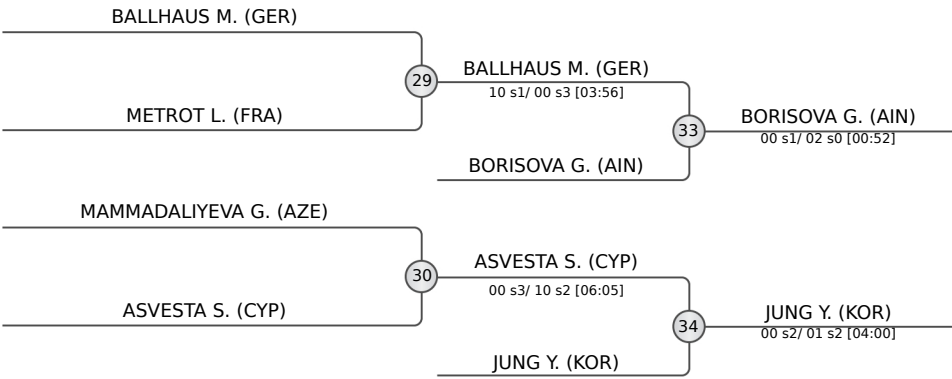 BALLHAUS M. (GER)
29
METROT L. (FRA)
BALLHAUS M. (GER)
10 s1/ 00 s3 [03:56]
33
BORISOVA G. (AIN)
BORISOVA G. (AIN)
00 s1/ 02 s0 [00:52]
MAMMADALIYEVA G. (AZE)
30
ASVESTA S. (CYP)
ASVESTA S. (CYP)
00 s3/ 10 s2 [06:05]
34
JUNG Y. (KOR)
JUNG Y. (KOR)
00 s2/ 01 s2 [04:00]